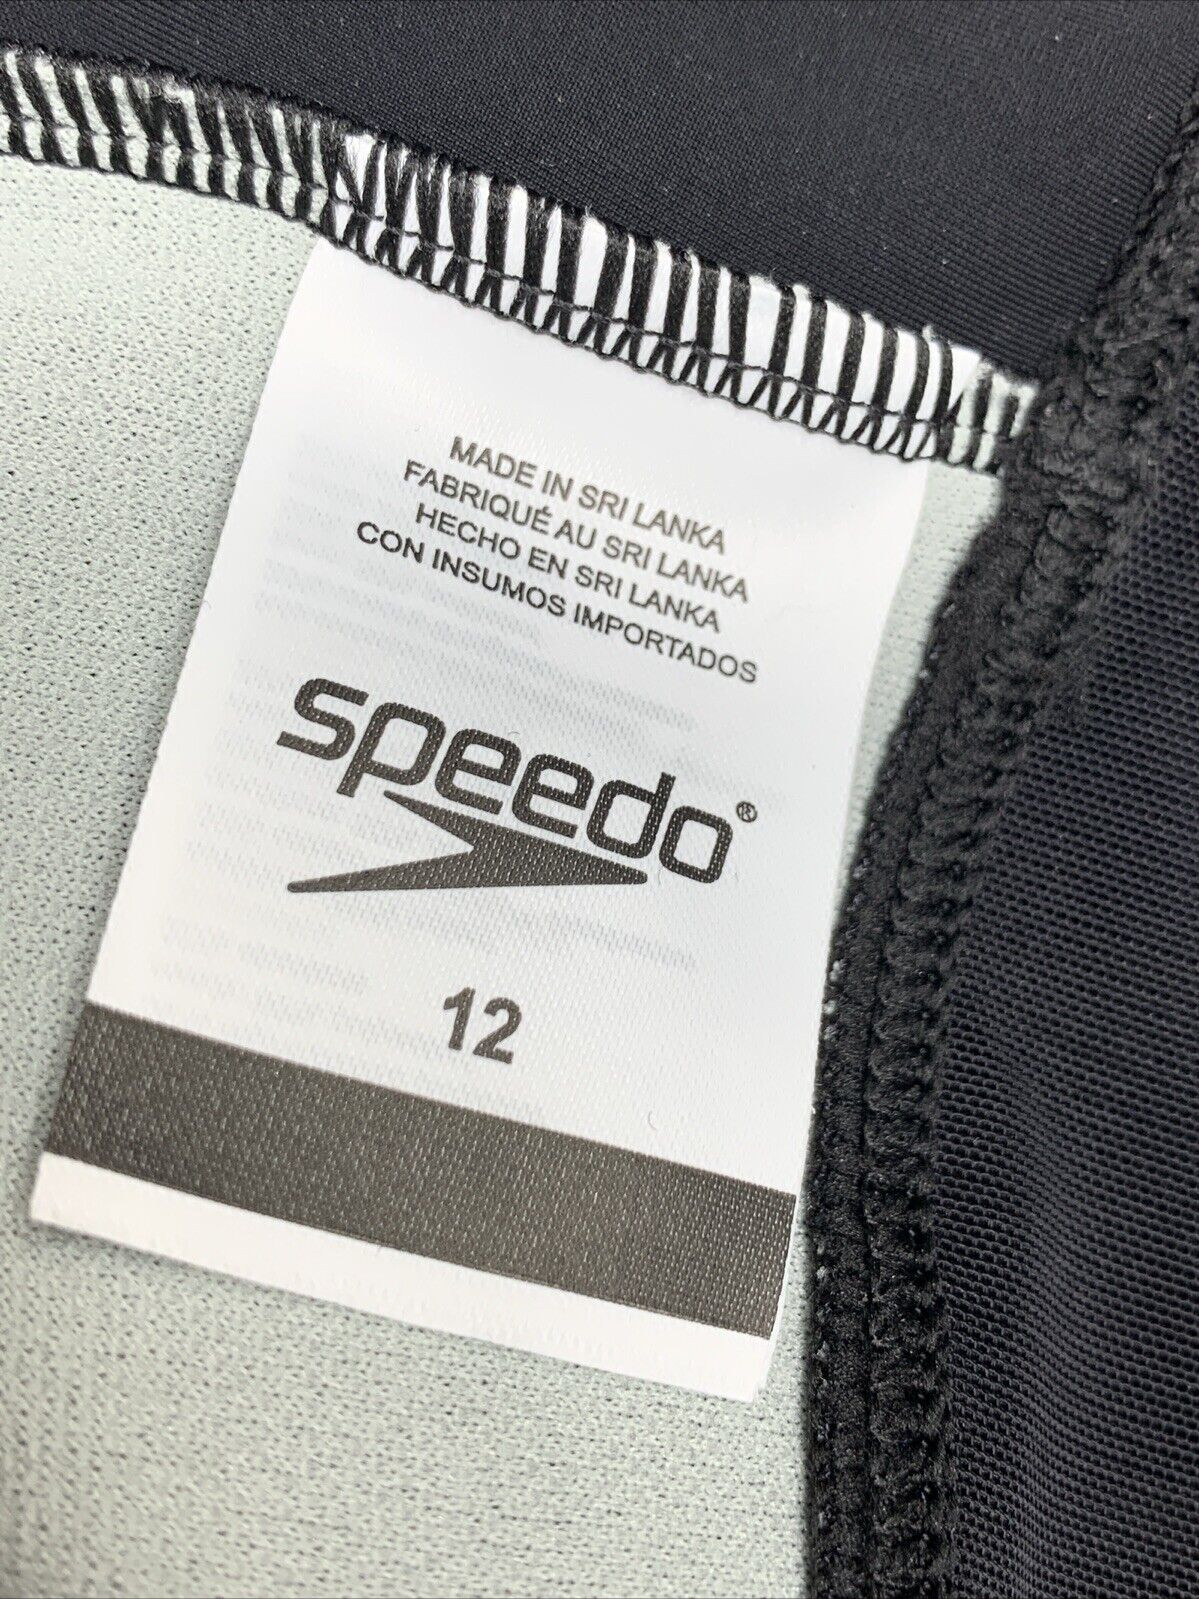 MADE IN SRI LANKA
FABRIQUÉ AU SRI LANKA
HECHO EN SRI LANKA
CON INSUMOS IMPORTADOS
speedo®
12